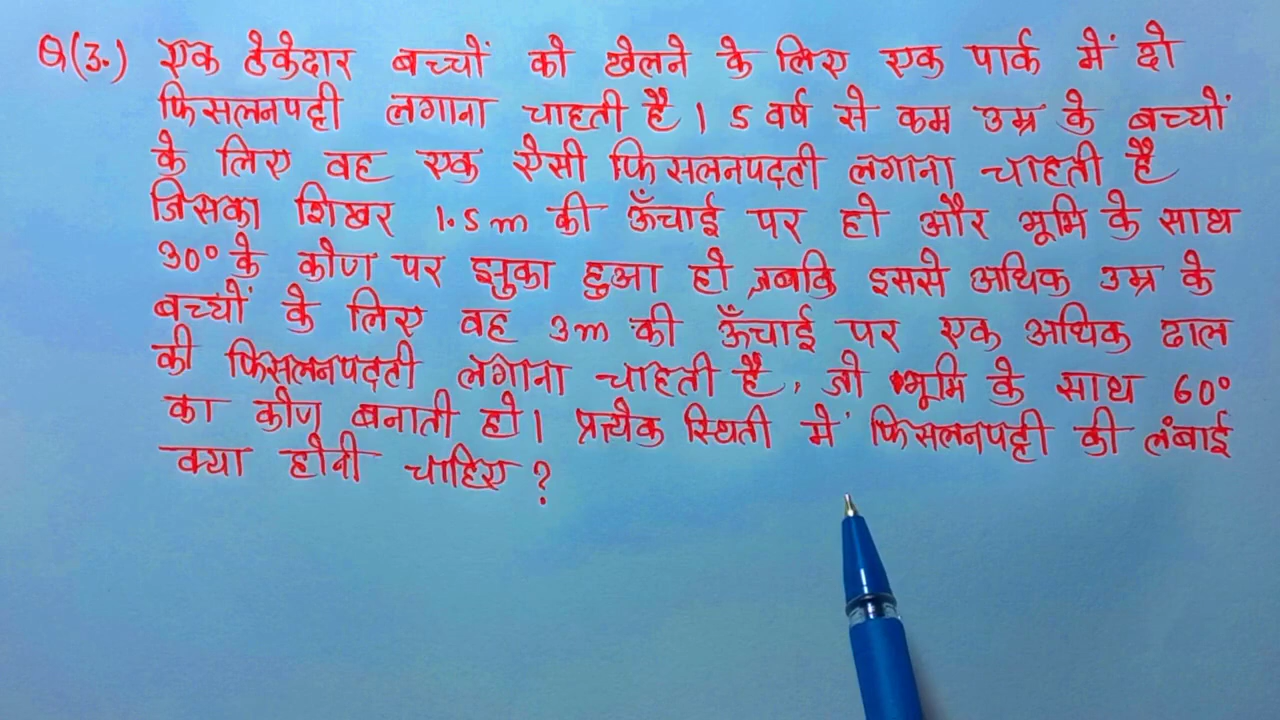 Q(3.) एक ठेकेदार बच्चों को खेलने के लिए एक पार्क में दो
फिसलनपट्टी लगाना चाहती है। 5 वर्ष से कम उम्र के बच्चों
के लिए वह एक ऐसी फिसलनपट्टी लगाना चाहती है
जिसका शिखर 1.5m की ऊँचाई पर हो और भूमि के साथ
30° के कोण पर झुका हुआ हो, जबकि इससे अधिक उम्र के
बच्चों के लिए वह 3m की ऊँचाई पर एक अधिक ढाल
की फिसलनपट्टी लगाना चाहती है, जो भूमि के साथ 60°
का कोण बनाती हो। प्रत्येक स्थिती में फिसलनपट्टी की लंबाई
क्या होनी चाहिए?